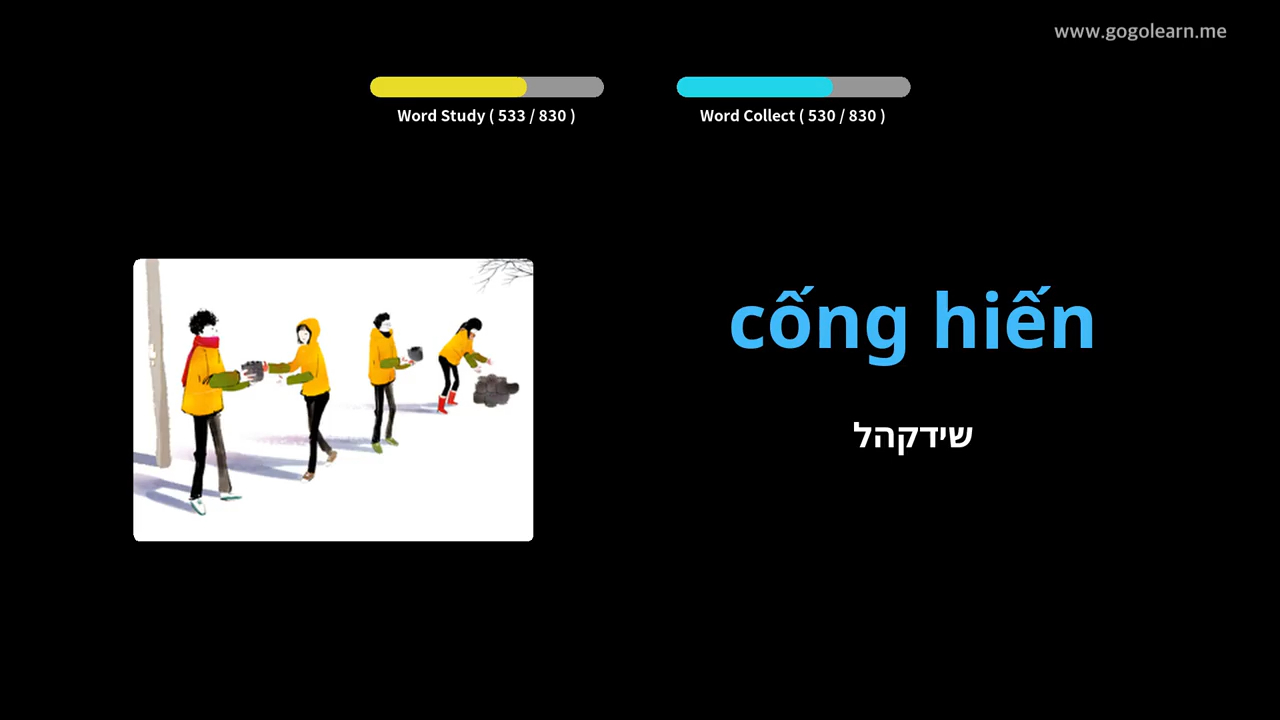 www.gogolearn.me
Word Study ( 533 / 830 )
Word Collect ( 530 / 830 )
cống hiến
שידקהל